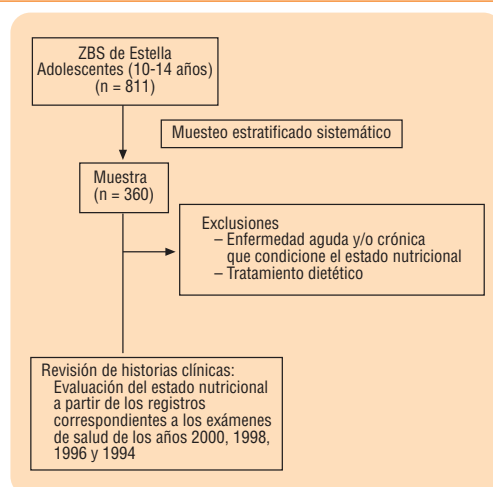 ZBS de Estella
Adolescentes (10-14 años)
(n = 811)
Muesteo estratificado sistemático
Muestra
(n = 360)
Exclusiones
– Enfermedad aguda y/o crónica
que condicione el estado nutricional
– Tratamiento dietético
Revisión de historias clínicas:
Evaluación del estado nutricional
a partir de los registros
correspondientes a los exámenes
de salud de los años 2000, 1998,
1996 y 1994